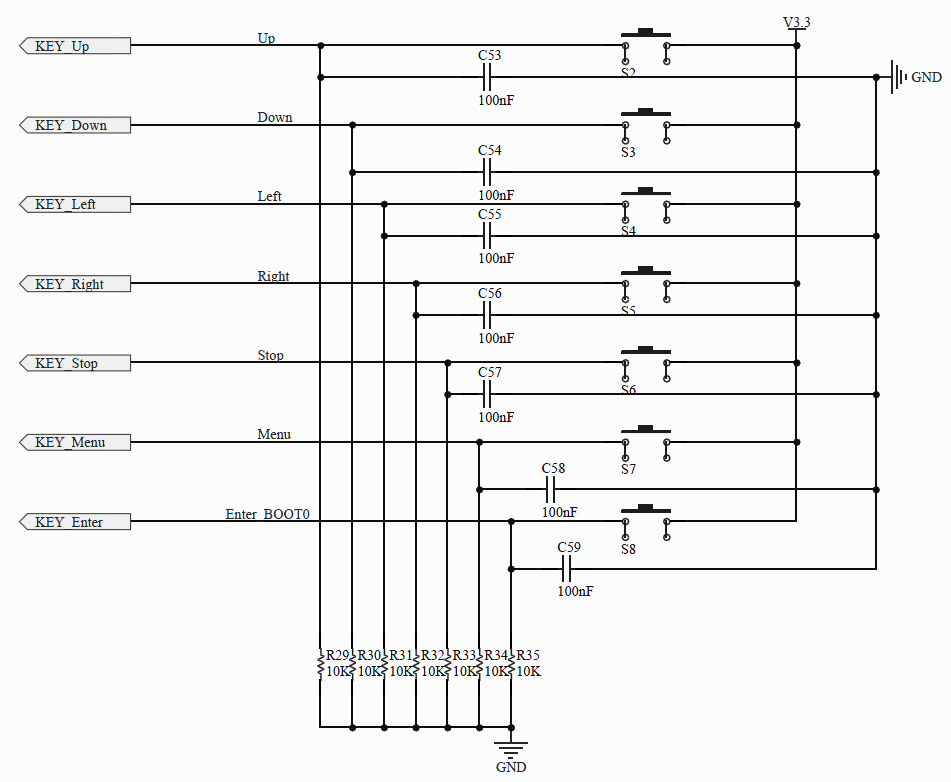 V3.3
KEY_Up
Up
C53
100nF
S2
GND
KEY_Down
Down
C54
100nF
S3
KEY_Left
Left
C55
100nF
S4
KEY_Right
Right
C56
100nF
S5
KEY_Stop
Stop
C57
100nF
S6
KEY_Menu
Menu
C58
100nF
S7
KEY_Enter
Enter_BOOT0
C59
100nF
S8
R29 R30 R31 R32 R33 R34 R35
10K 10K 10K 10K 10K 10K 10K
GND